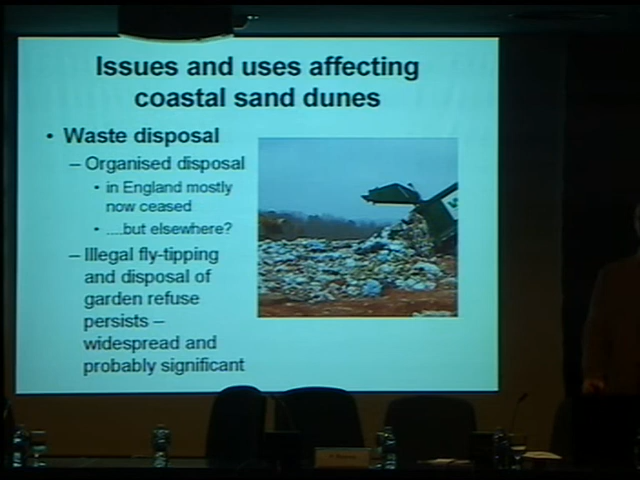 Issues and uses affecting
coastal sand dunes
• Waste disposal
– Organised disposal
• in England mostly
now ceased
• ....but elsewhere?
– Illegal fly-tipping
and disposal of
garden refuse
persists –
widespread and
probably significant